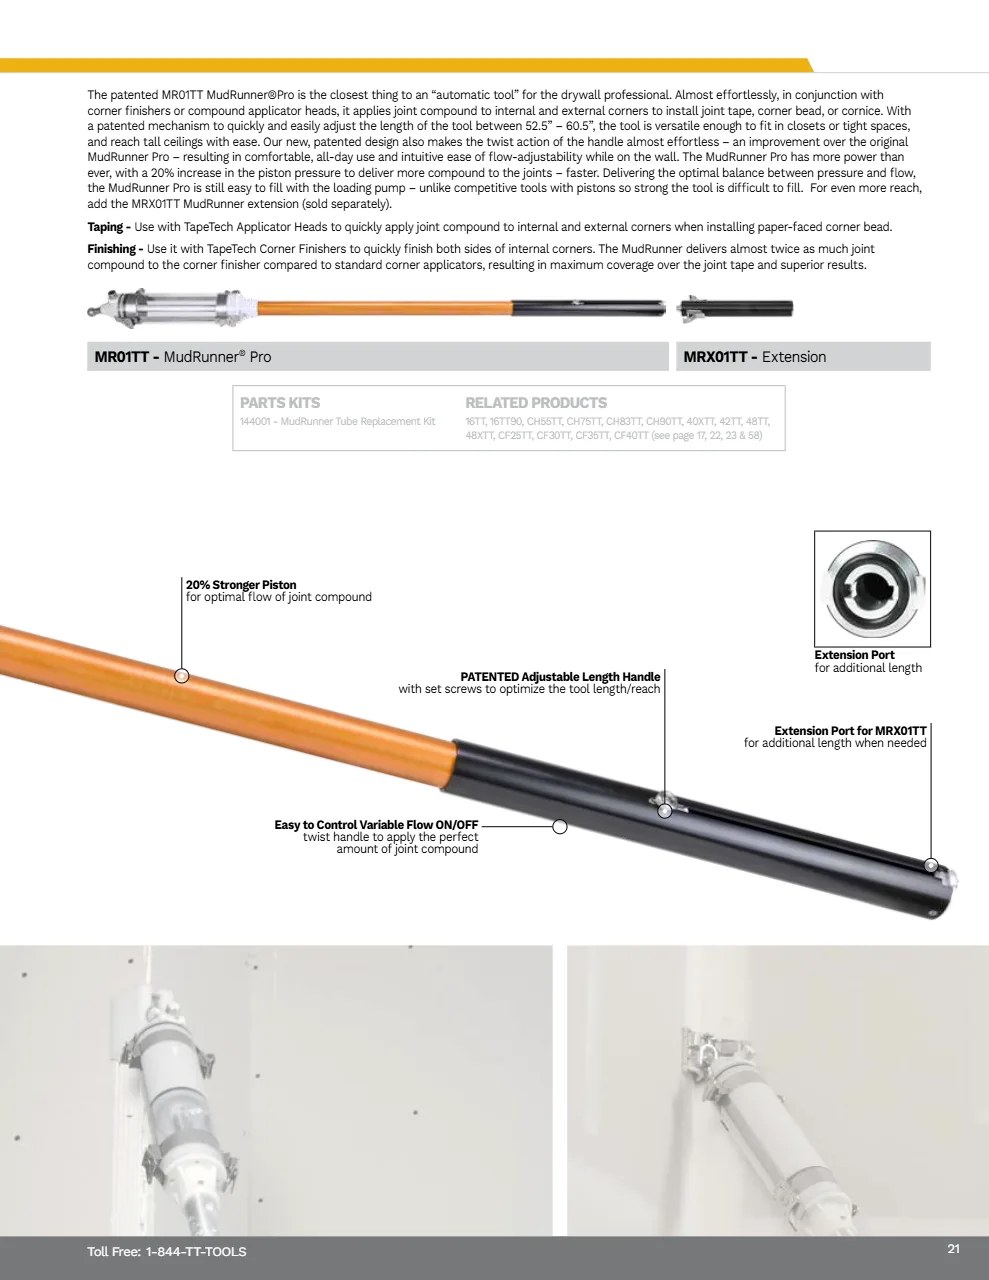 The patented MR01TT MudRunner®Pro is the closest thing to an “automatic tool” for the drywall professional. Almost effortlessly, in conjunction with
corner finishers or compound applicator heads, it applies joint compound to internal and external corners to install joint tape, corner bead, or cornice. With
a patented mechanism to quickly and easily adjust the length of the tool between 52.5” – 60.5”, the tool is versatile enough to fit in closets or tight spaces,
and reach tall ceilings with ease. Our new, patented design also makes the twist action of the handle almost effortless – an improvement over the original
MudRunner Pro – resulting in comfortable, all-day use and intuitive ease of flow-adjustability while on the wall. The MudRunner Pro has more power than
ever, with a 20% increase in the piston pressure to deliver more compound to the joints – faster. Delivering the optimal balance between pressure and flow,
the MudRunner Pro is still easy to fill with the loading pump – unlike competitive tools with pistons so strong the tool is difficult to fill. For even more reach,
add the MRX01TT MudRunner extension (sold separately).
Taping - Use with TapeTech Applicator Heads to quickly apply joint compound to internal and external corners when installing paper-faced corner bead.
Finishing - Use it with TapeTech Corner Finishers to quickly finish both sides of internal corners. The MudRunner delivers almost twice as much joint
compound to the corner finisher compared to standard corner applicators, resulting in maximum coverage over the joint tape and superior results.
MR01TT - MudRunner® Pro
MRX01TT - Extension
PARTS KITS
144001 - MudRunner Tube Replacement Kit
RELATED PRODUCTS
16TT, 16TT90, CH55TT, CH75TT, CH83TT, CH90TT, 40XTT, 42TT, 48TT,
48XTT, CF25TT, CF30TT, CF35TT, CF40TT (see page 17, 22, 23 & 58)
20% Stronger Piston
for optimal flow of joint compound
Extension Port
for additional length
PATENTED Adjustable Length Handle
with set screws to optimize the tool length/reach
Extension Port for MRX01TT
for additional length when needed
Easy to Control Variable Flow ON/OFF
twist handle to apply the perfect
amount of joint compound
Toll Free: 1-844-TT-TOOLS
21